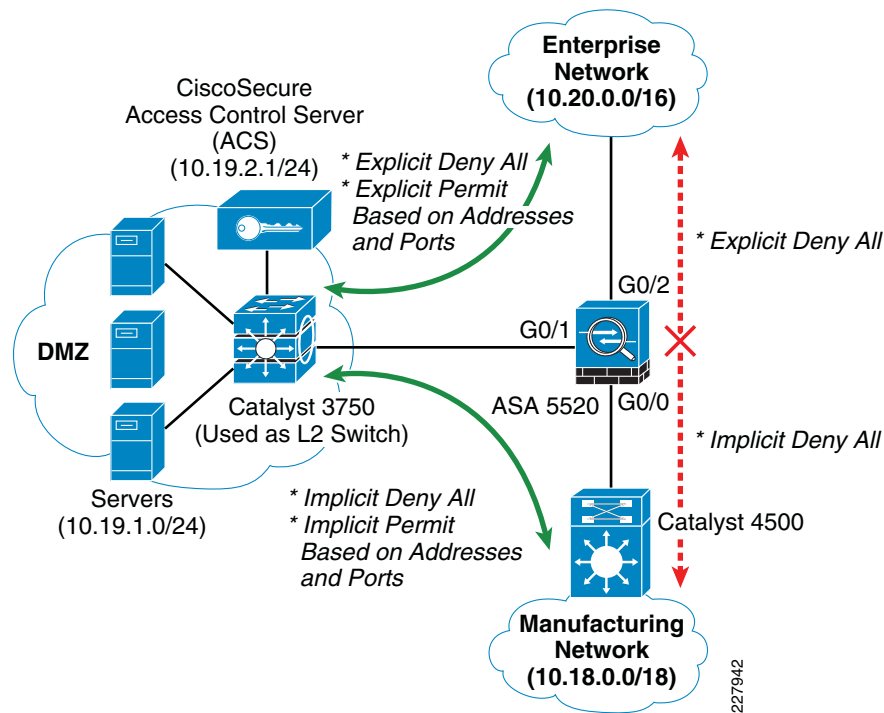 Enterprise
Network
(10.20.0.0/16)
CiscoSecure
Access Control Server
(ACS)
(10.19.2.1/24)
* Explicit Deny All
* Explicit Permit
Based on Addresses
and Ports
* Explicit Deny All
G0/2
G0/1
DMZ
ASA 5520
G0/0
Catalyst 3750
(Used as L2 Switch)
* Implicit Deny All
Servers
(10.19.1.0/24)
* Implicit Deny All
* Implicit Permit
Based on Addresses
and Ports
Catalyst 4500
Manufacturing
Network
(10.18.0.0/18)
227942